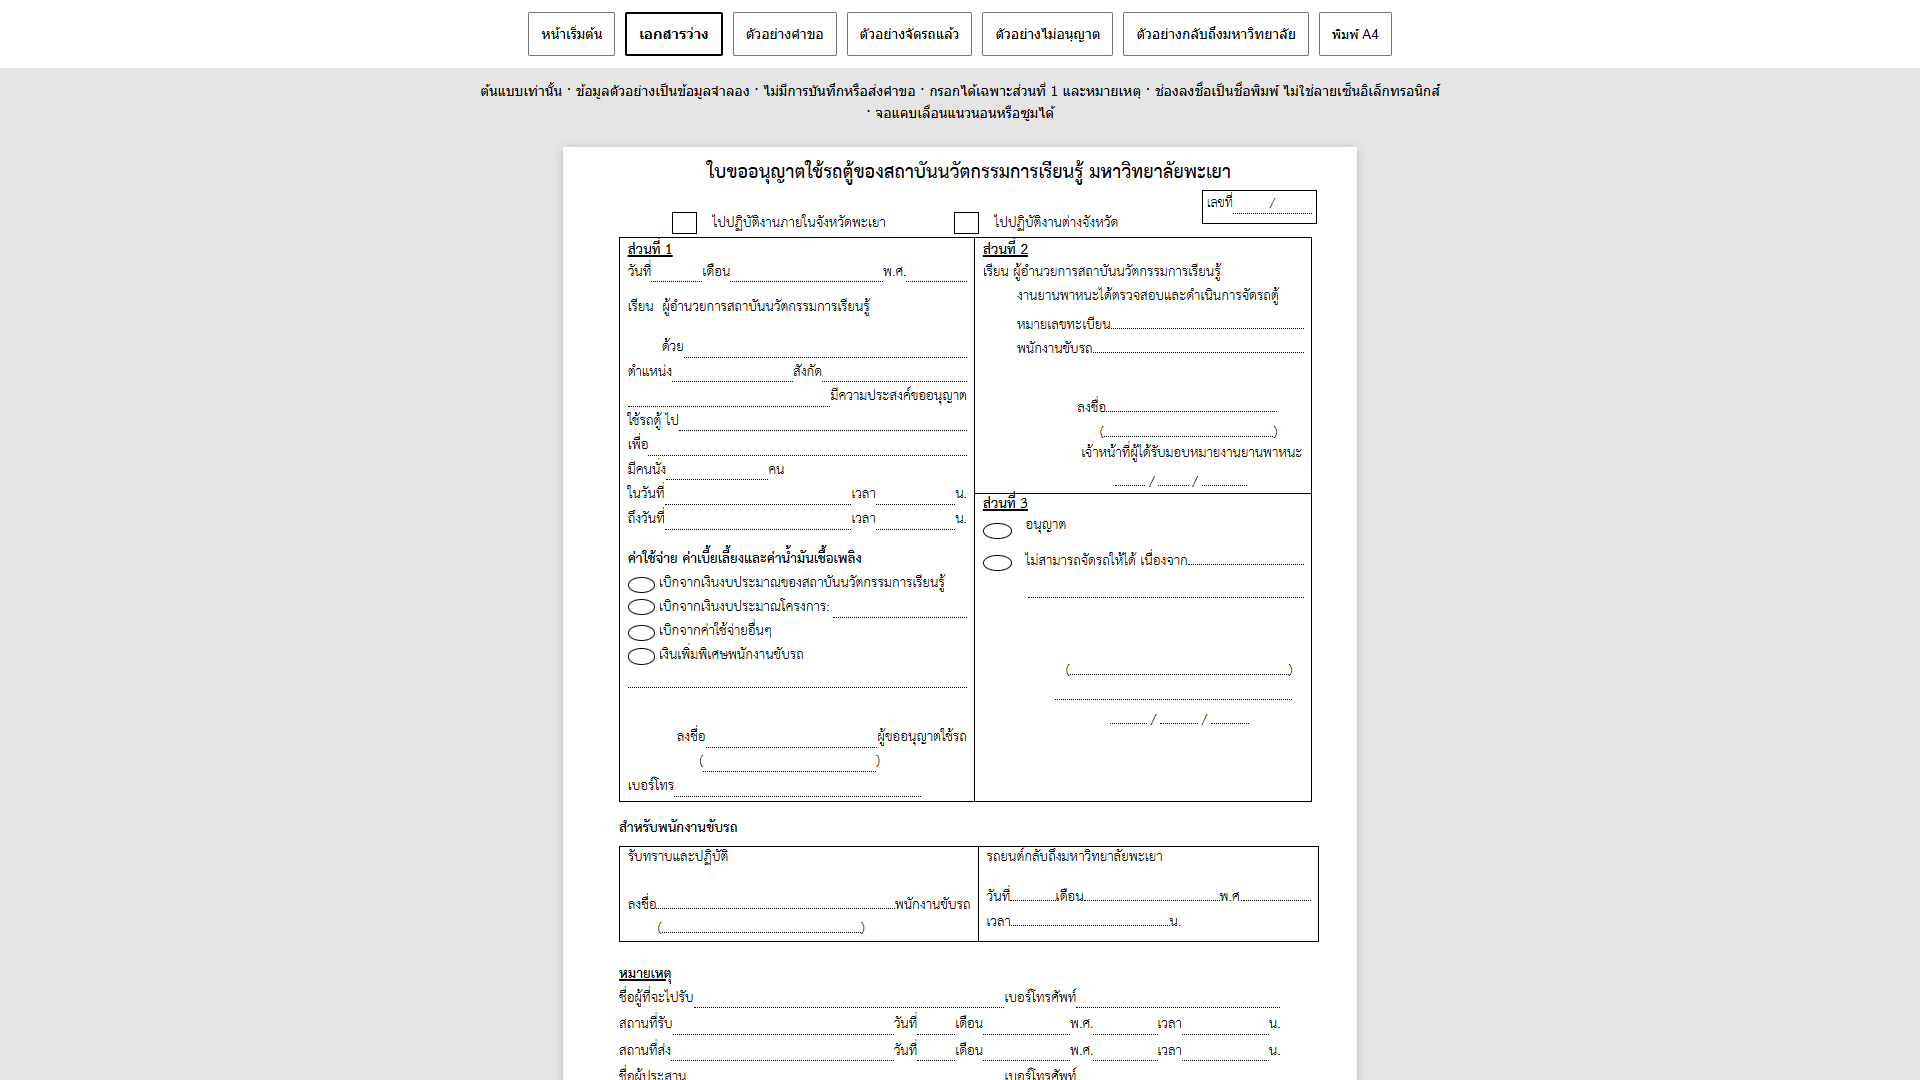 หน้าเริ่มต้น เอกสารว่าง ตัวอย่างคำขอ ตัวอย่างจัดรถแล้ว ตัวอย่างไม่อนุญาต ตัวอย่างกลับถึงมหาวิทยาลัย พิมพ์ A4
ต้นแบบเท่านั้น · ข้อมูลตัวอย่างเป็นข้อมูลจำลอง · ไม่มีการบันทึกหรือส่งคำขอ · กรอกได้เฉพาะส่วนที่ 1 และหมายเหตุ · ช่องลงชื่อเป็นชื่อพิมพ์ ไม่ใช่ลายเซ็นอิเล็กทรอนิกส์
· จอแคบเลื่อนแนวนอนหรือซูมได้
ใบขออนุญาตใช้รถตู้ของสถาบันนวัตกรรมการเรียนรู้ มหาวิทยาลัยพะเยา
เลขที่ /
ไปปฏิบัติงานภายในจังหวัดพะเยา ไปปฏิบัติงานต่างจังหวัด
ส่วนที่ 1
วันที่ เดือน พ.ศ.
เรียน ผู้อำนวยการสถาบันนวัตกรรมการเรียนรู้
ด้วย
ตำแหน่ง สังกัด
มีความประสงค์ขออนุญาต
ใช้รถตู้ ไป
เพื่อ
มีคนนั่ง คน
ในวันที่ เวลา น.
ถึงวันที่ เวลา น.
ค่าใช้จ่าย ค่าเบี้ยเลี้ยงและค่าน้ำมันเชื้อเพลิง
เบิกจากเงินงบประมาณของสถาบันนวัตกรรมการเรียนรู้
เบิกจากเงินงบประมาณโครงการ:
เบิกจากค่าใช้จ่ายอื่นๆ
เงินเพิ่มพิเศษพนักงานขับรถ
ลงชื่อ ผู้ขออนุญาตใช้รถ
( )
เบอร์โทร
ส่วนที่ 2
เรียน ผู้อำนวยการสถาบันนวัตกรรมการเรียนรู้
งานยานพาหนะได้ตรวจสอบและดำเนินการจัดรถตู้
หมายเลขทะเบียน
พนักงานขับรถ
ลงชื่อ
( )
เจ้าหน้าที่ผู้ได้รับมอบหมายงานยานพาหนะ
/ /
ส่วนที่ 3
อนุญาต
ไม่สามารถจัดรถให้ได้ เนื่องจาก
( )
/ /
สำหรับพนักงานขับรถ
รับทราบและปฏิบัติ
ลงชื่อ พนักงานขับรถ
( )
รถยนต์กลับถึงมหาวิทยาลัยพะเยา
วันที่ เดือน พ.ศ.
เวลา น.
หมายเหตุ
ชื่อผู้ที่จะไปรับ เบอร์โทรศัพท์
สถานที่รับ วันที่ เดือน พ.ศ. เวลา น.
สถานที่ส่ง วันที่ เดือน พ.ศ. เวลา น.
ชื่อผู้ประสาน เบอร์โทรศัพท์